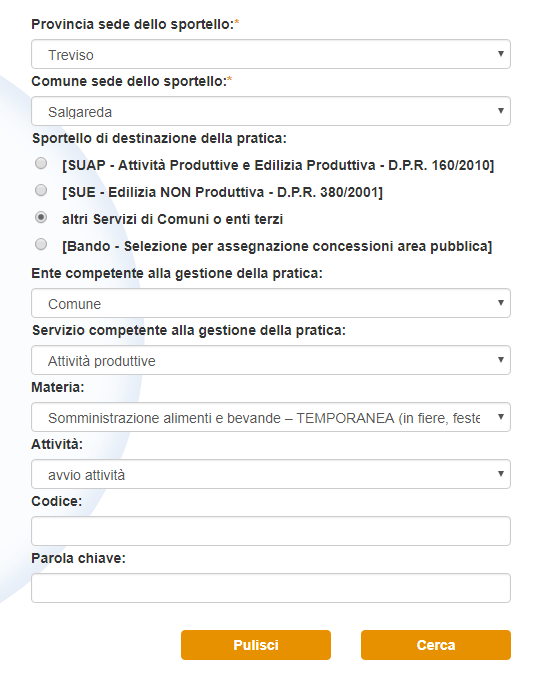 Provincia sede dello sportello:*
Treviso
Comune sede dello sportello:*
Salgareda
Sportello di destinazione della pratica:
[SUAP - Attività Produttive e Edilizia Produttiva - D.P.R. 160/2010]
[SUE - Edilizia NON Produttiva - D.P.R. 380/2001]
altri Servizi di Comuni o enti terzi
[Bando - Selezione per assegnazione concessioni area pubblica]
Ente competente alla gestione della pratica:
Comune
Servizio competente alla gestione della pratica:
Attività produttive
Materia:
Somministrazione alimenti e bevande – TEMPORANEA (in fiere, feste
Attività:
avvio attività
Codice:
Parola chiave:
Pulisci Cerca